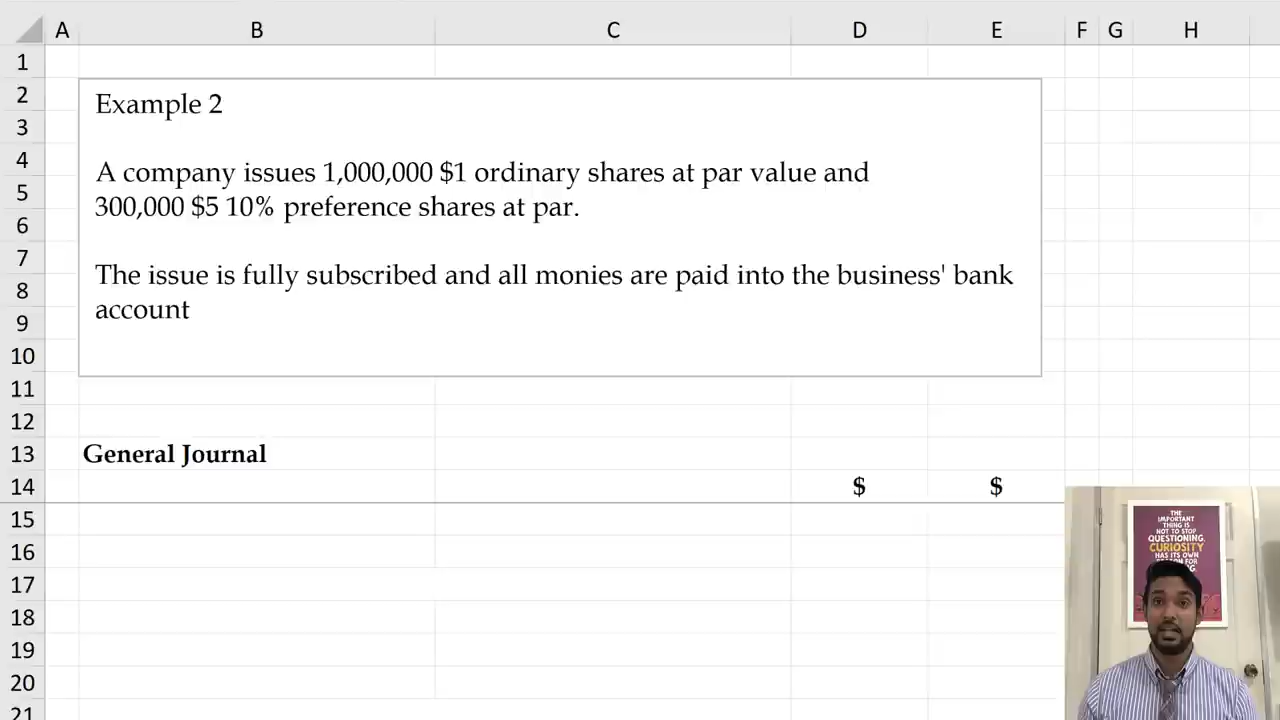 A B C D E F G H
1
2 Example 2
3
4 A company issues 1,000,000 $1 ordinary shares at par value and
5 300,000 $5 10% preference shares at par.
6
7 The issue is fully subscribed and all monies are paid into the business' bank
8 account
9
10
11
12
13 General Journal
14 $ $
15
16
17
18
19
20
21
THE
IMPORTANT
THING IS
NOT TO STOP
QUESTIONING.
CURIOSITY
HAS ITS OWN